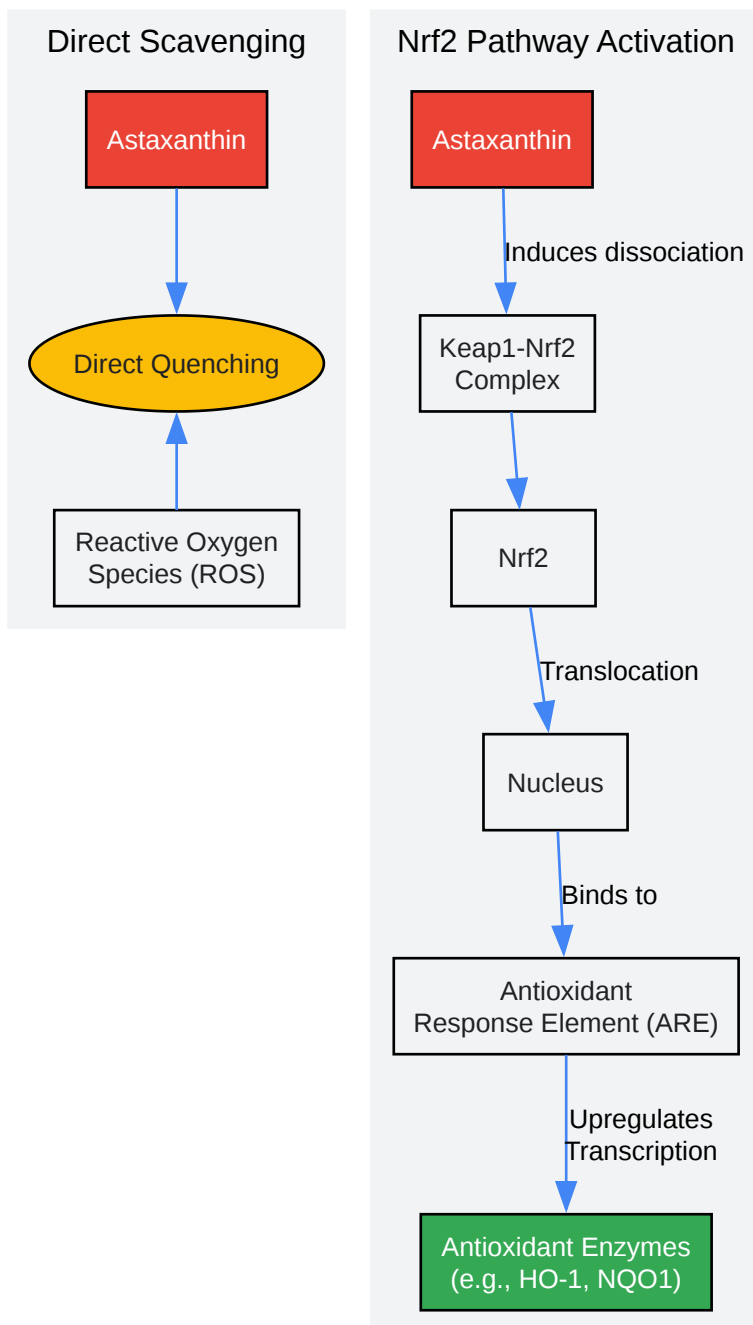 Direct Scavenging
Astaxanthin
Direct Quenching
Reactive Oxygen
Species (ROS)
Nrf2 Pathway Activation
Astaxanthin
Induces dissociation
Keap1-Nrf2
Complex
Nrf2
Translocation
Nucleus
Binds to
Antioxidant
Response Element (ARE)
Upregulates
Transcription
Antioxidant Enzymes
(e.g., HO-1, NQO1)